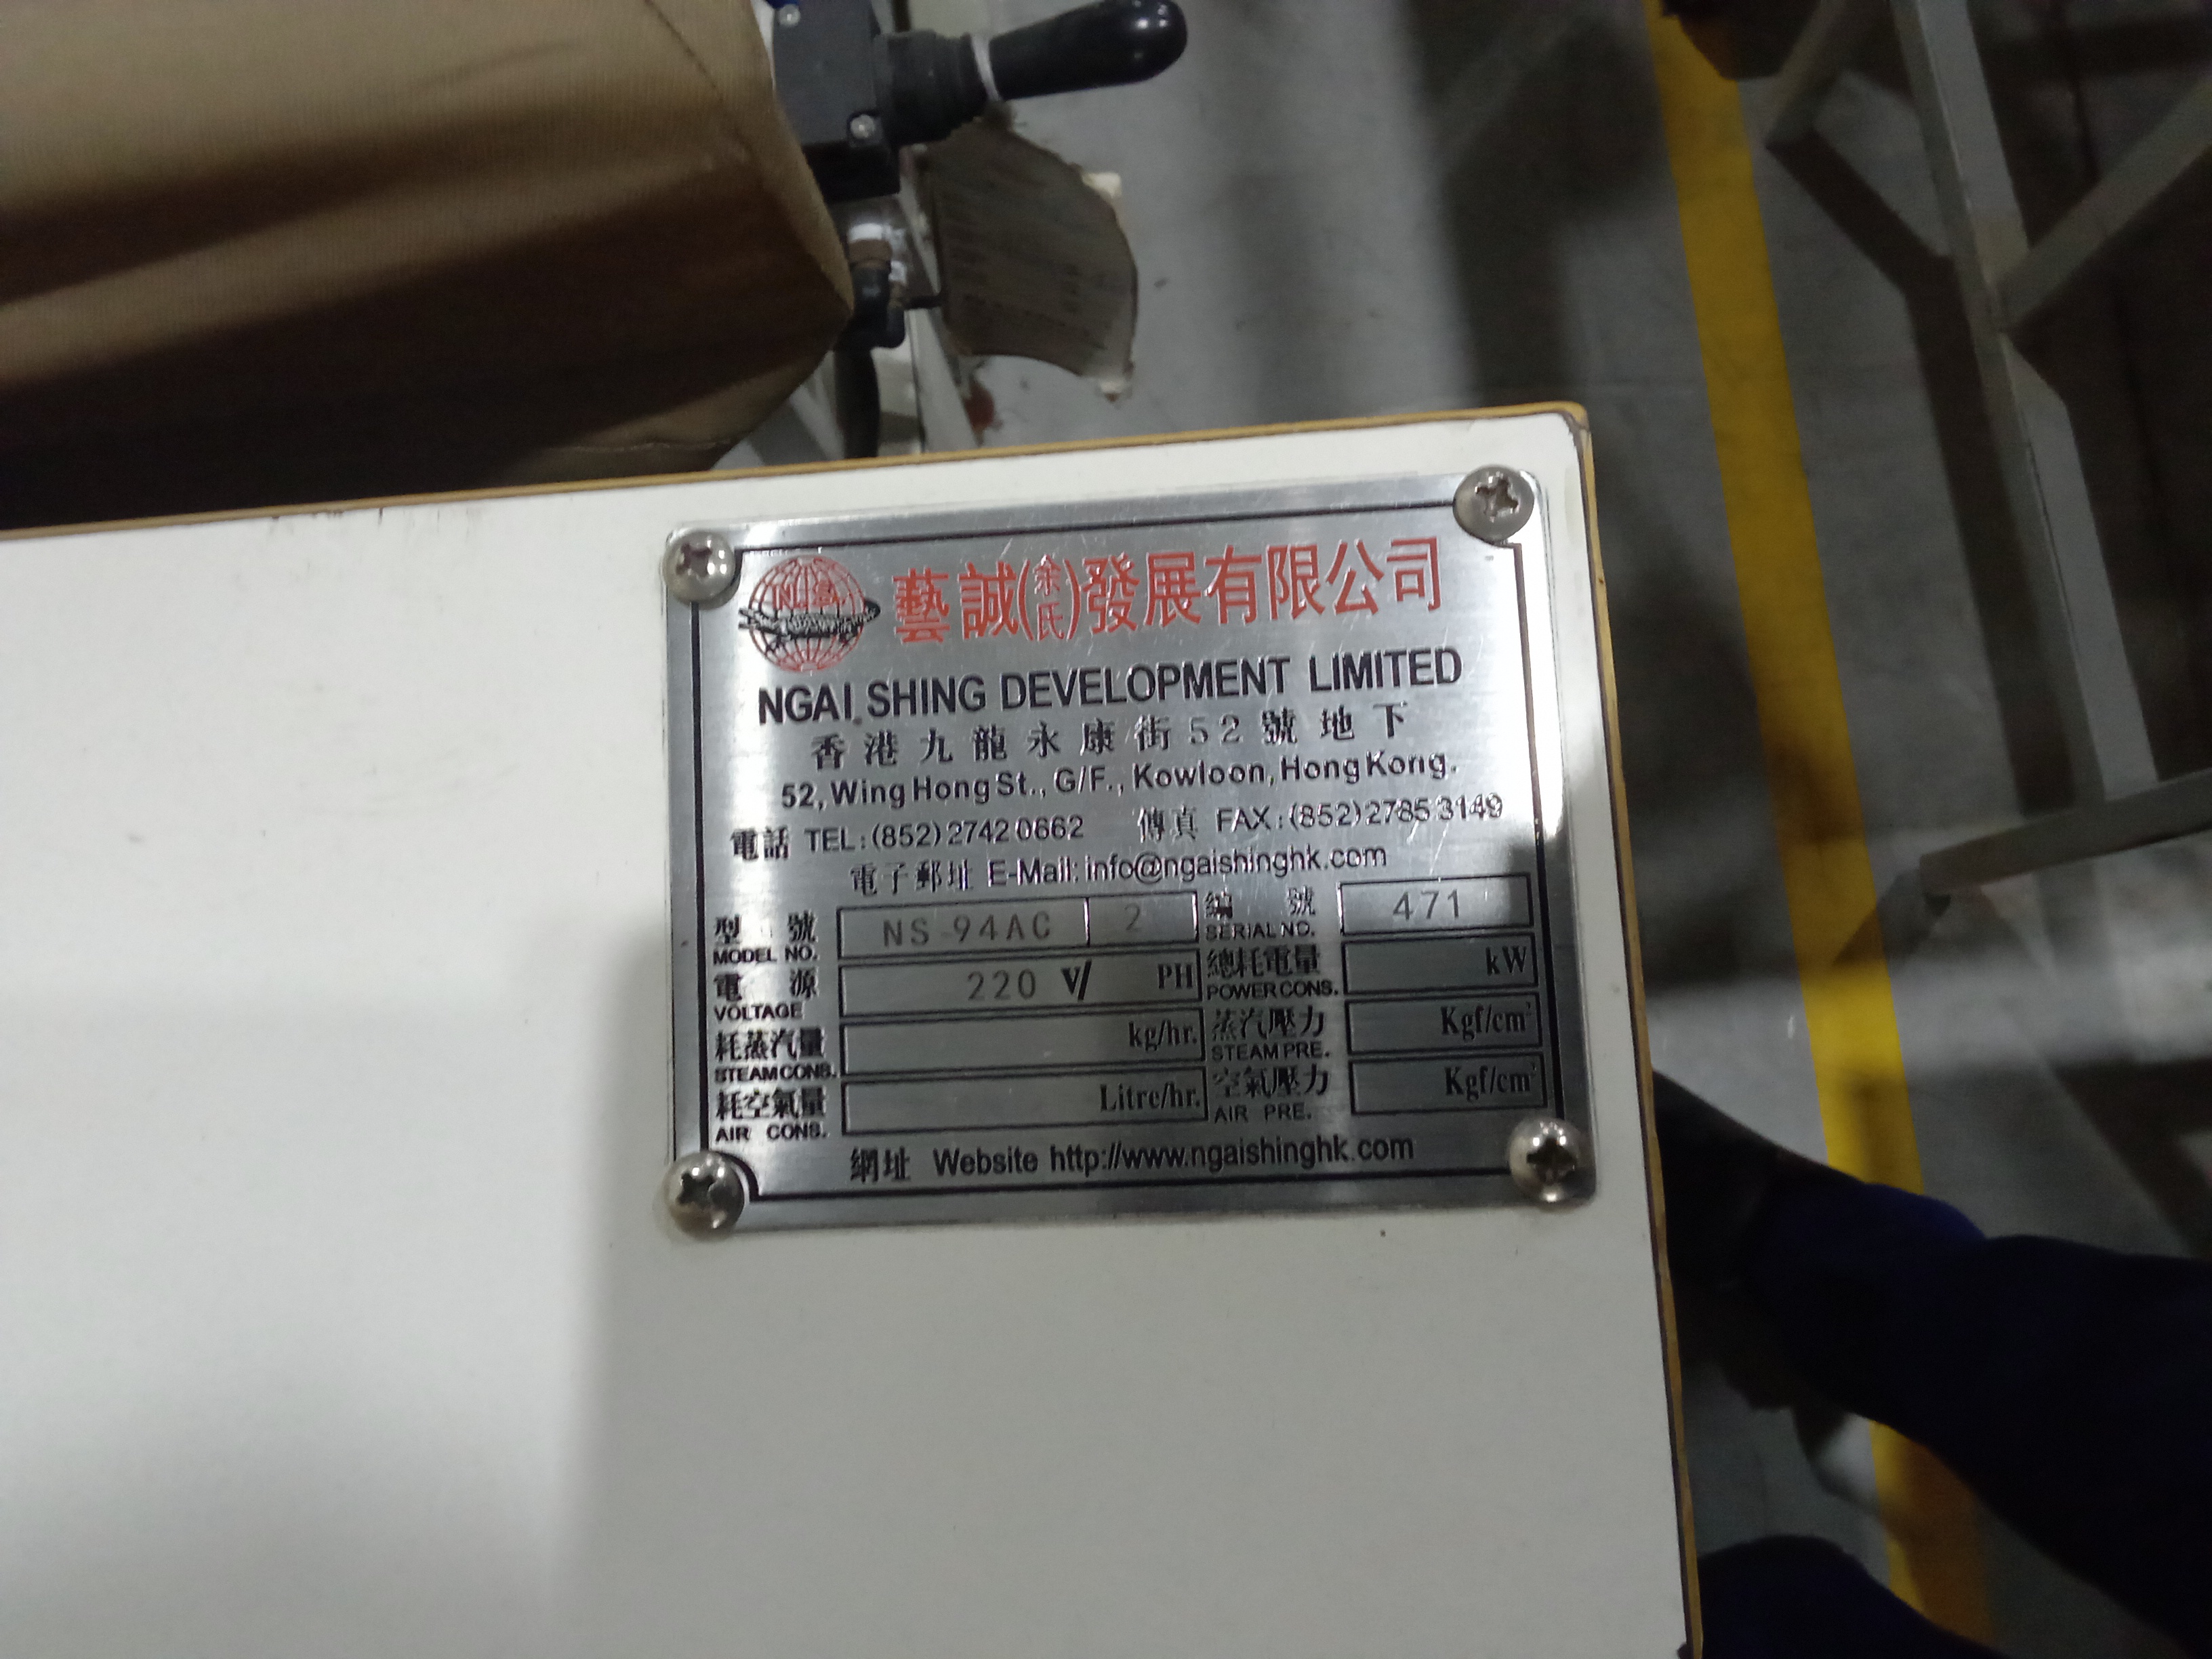 N.S.
藝誠(余氏)發展有限公司
NGAI SHING DEVELOPMENT LIMITED
香港九龍永康街52號地下
52, Wing Hong St., G/F., Kowloon, Hong Kong.
電話 TEL: (852) 2742 0662 傳真 FAX: (852) 2785 3149
電子郵址 E-Mail: info@ngaishinghk.com
型號 NS-94AC 2 編號 471
MODEL NO. SERIAL NO.
電源 220 V/ PH 總耗電量 kW
VOLTAGE POWER CONS.
耗蒸汽量 kg/hr. 蒸汽壓力 Kgf/cm²
STEAM CONS. STEAM PRE.
耗空氣量 Litre/hr. 空氣壓力 Kgf/cm²
AIR CONS. AIR PRE.
網址 Website http://www.ngaishinghk.com